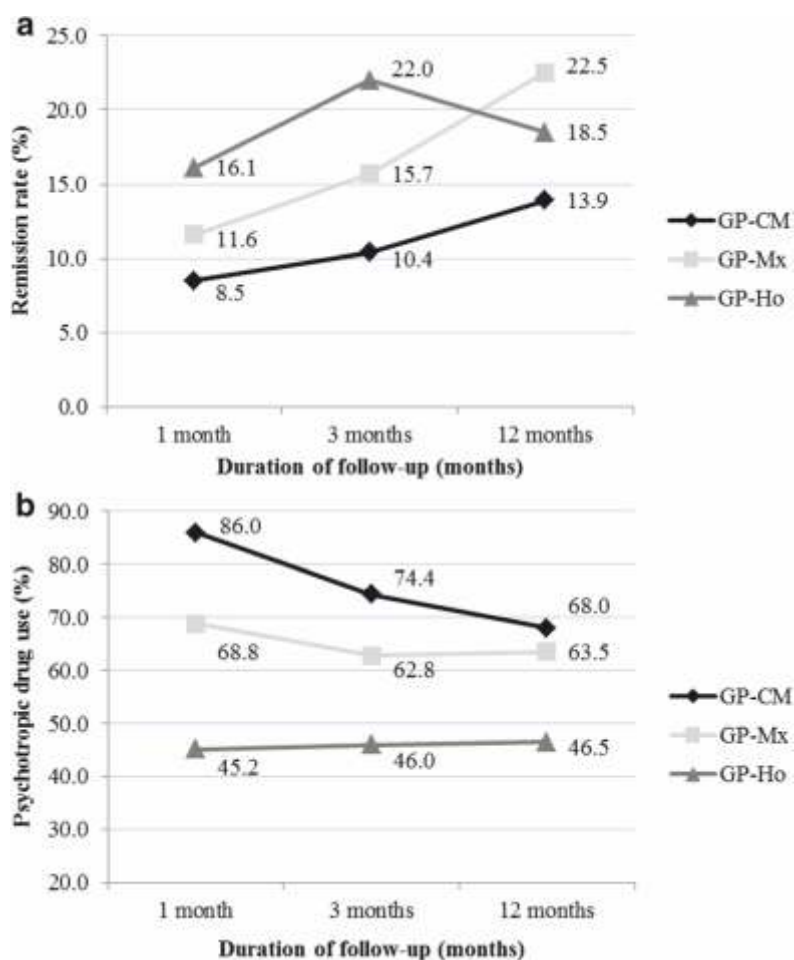 a
25.0
22.0
22.5
20.0
18.5
16.1
15.0
15.7
13.9
11.6
10.0
10.4
8.5
5.0
0.0
Remission rate (%)
1 month 3 months 12 months
Duration of follow-up (months)
GP-CM
GP-Mx
GP-Ho
b
90.0
86.0
80.0
74.4
70.0
68.0
68.8
62.8
63.5
60.0
50.0
45.2
46.0
46.5
40.0
30.0
20.0
Psychotropic drug use (%)
1 month 3 months 12 months
Duration of follow-up (months)
GP-CM
GP-Mx
GP-Ho